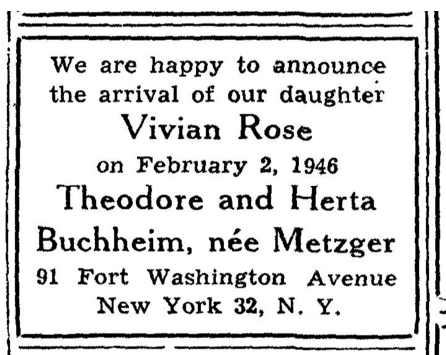 We are happy to announce
the arrival of our daughter
Vivian Rose
on February 2, 1946
Theodore and Herta
Buchheim, née Metzger
91 Fort Washington Avenue
New York 32, N. Y.